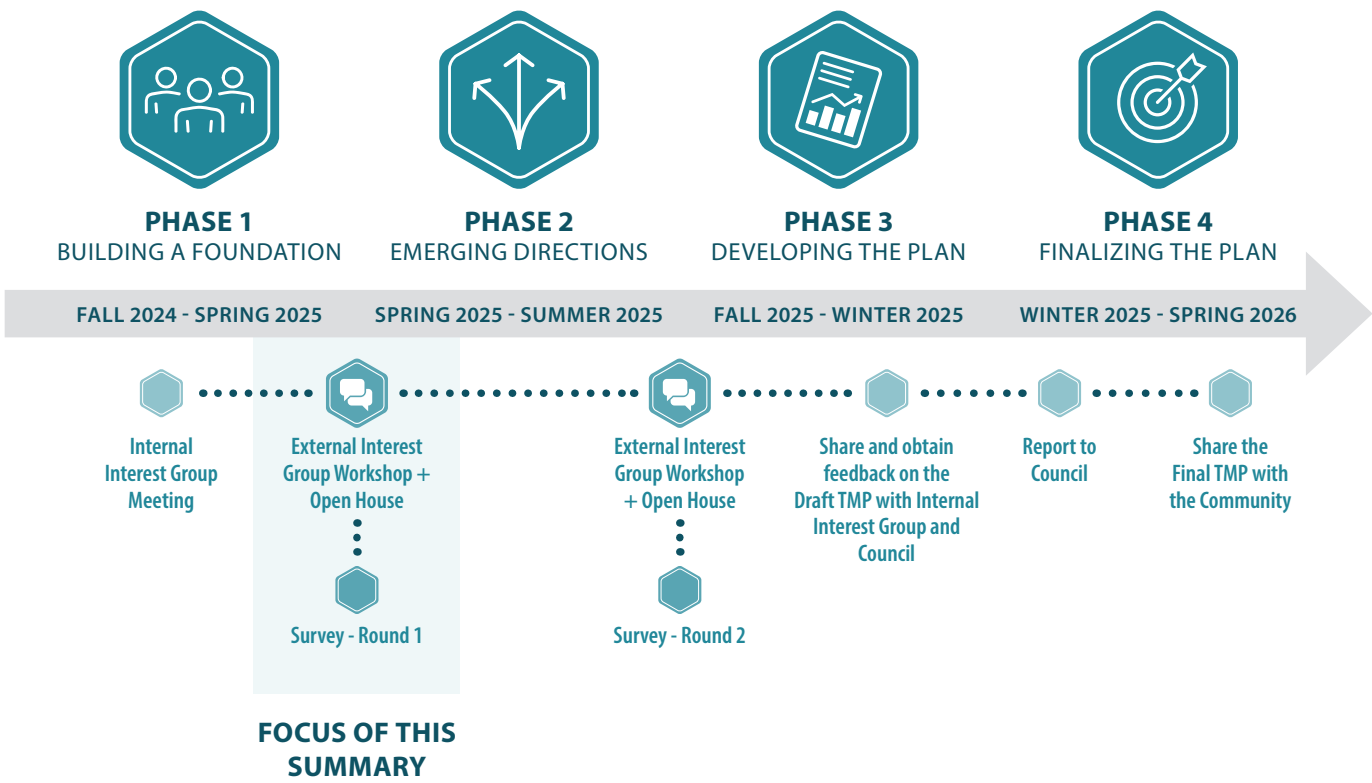 PHASE 1
BUILDING A FOUNDATION
PHASE 2
EMERGING DIRECTIONS
PHASE 3
DEVELOPING THE PLAN
PHASE 4
FINALIZING THE PLAN
FALL 2024 - SPRING 2025
SPRING 2025 - SUMMER 2025
FALL 2025 - WINTER 2025
WINTER 2025 - SPRING 2026
Internal
Interest Group
Meeting
External Interest
Group Workshop +
Open House
Survey - Round 1
External Interest
Group Workshop
+ Open House
Survey - Round 2
Share and obtain
feedback on the
Draft TMP with Internal
Interest Group and
Council
Report to
Council
Share the
Final TMP with
the Community
FOCUS OF THIS
SUMMARY